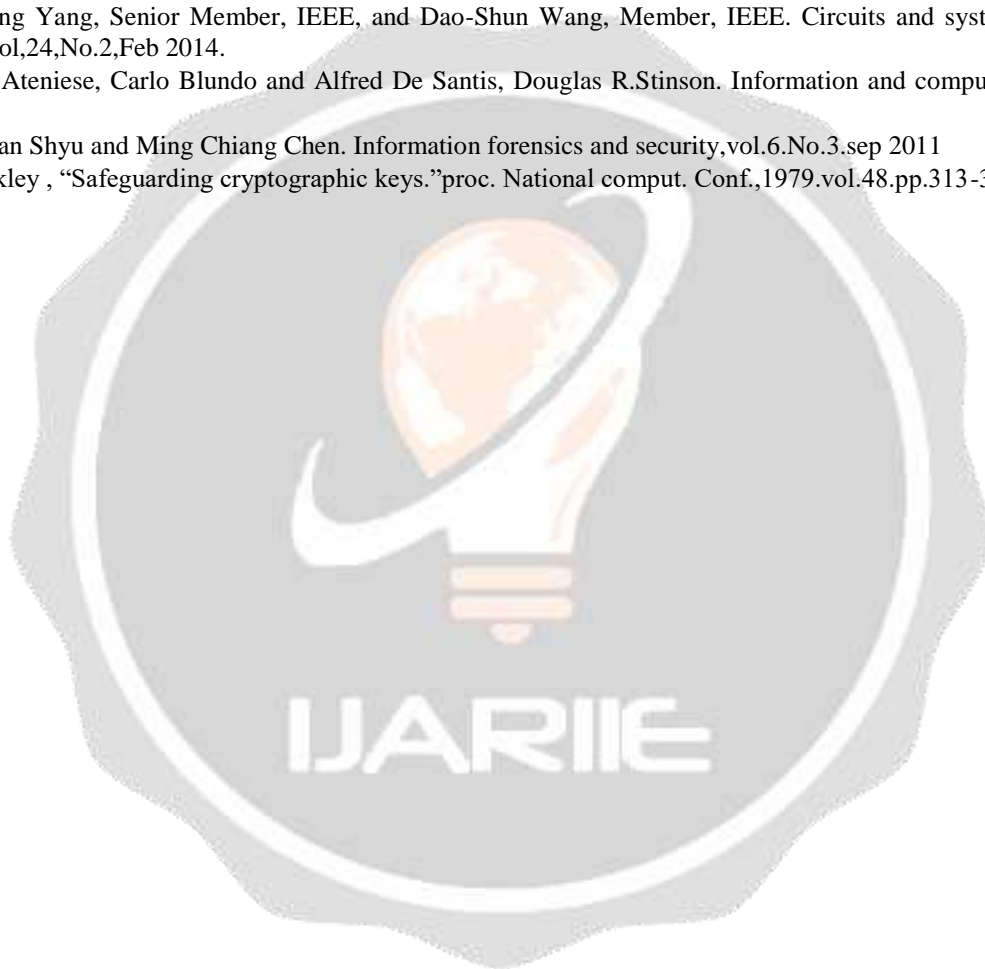 ng Yang, Senior Member, IEEE, and Dao-Shun Wang, Member, IEEE. Circuits and syst
ol,24,No.2,Feb 2014.
Ateniese, Carlo Blundo and Alfred De Santis, Douglas R.Stinson. Information and compu
an Shyu and Ming Chiang Chen. Information forensics and security,vol.6.No.3.sep 2011
kley , “Safeguarding cryptographic keys.”proc. National comput. Conf.,1979.vol.48.pp.313-3
IJARIIE